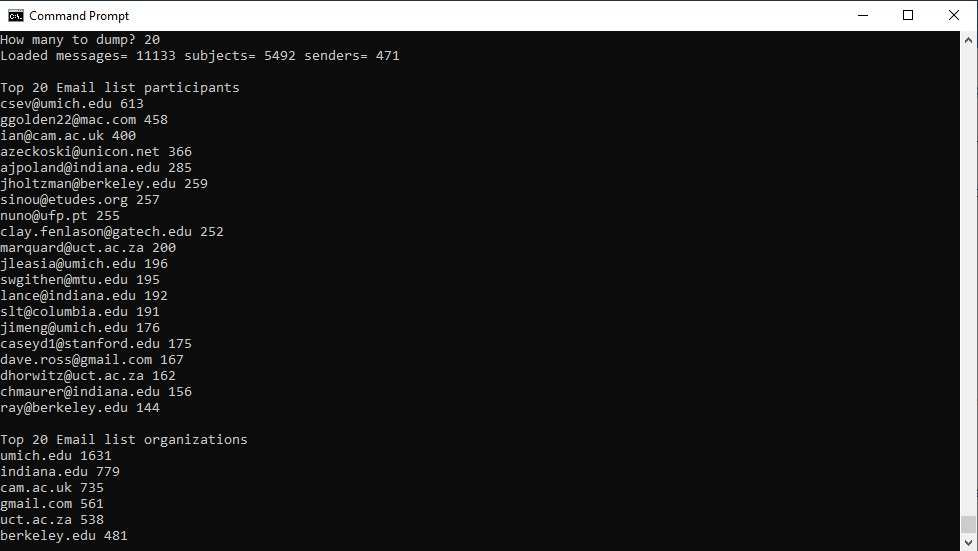 Command Prompt
How many to dump? 20
Loaded messages= 11133 subjects= 5492 senders= 471
Top 20 Email list participants
csev@umich.edu 613
ggolden22@mac.com 458
ian@cam.ac.uk 400
azeckoski@unicon.net 366
ajpoland@indiana.edu 285
jholtzman@berkeley.edu 259
sinou@etudes.org 257
nuno@ufp.pt 255
clay.fenlason@gatech.edu 252
marquard@uct.ac.za 200
jleasia@umich.edu 196
swgithen@mtu.edu 195
lance@indiana.edu 192
slt@columbia.edu 191
jimeng@umich.edu 176
caseyd1@stanford.edu 175
dave.ross@gmail.com 167
dhorwitz@uct.ac.za 162
chmaurer@indiana.edu 156
ray@berkeley.edu 144
Top 20 Email list organizations
umich.edu 1631
indiana.edu 779
cam.ac.uk 735
gmail.com 561
uct.ac.za 538
berkeley.edu 481